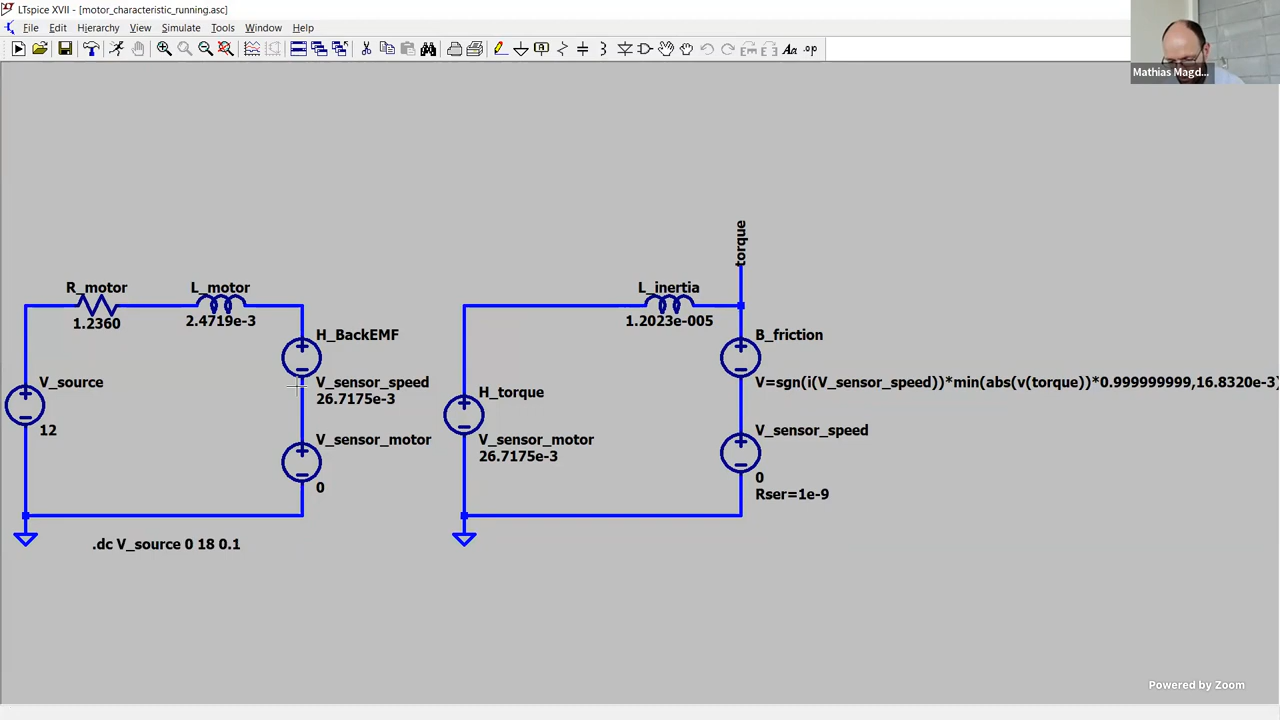 LTspice XVII - [motor_characteristic_running.asc]
File Edit Hierarchy View Simulate Tools Window Help
Aa .op
Mathias Magd...
torque
R_motor
L_motor
L_inertia
1.2360
2.4719e-3
1.2023e-005
H_BackEMF
B_friction
V_source
V_sensor_speed
26.7175e-3
H_torque
V=sgn(i(V_sensor_speed))*min(abs(v(torque))*0.999999999,16.8320e-3)
12
V_sensor_motor
V_sensor_motor
26.7175e-3
V_sensor_speed
0
0
Rser=1e-9
.dc V_source 0 18 0.1
Powered by Zoom